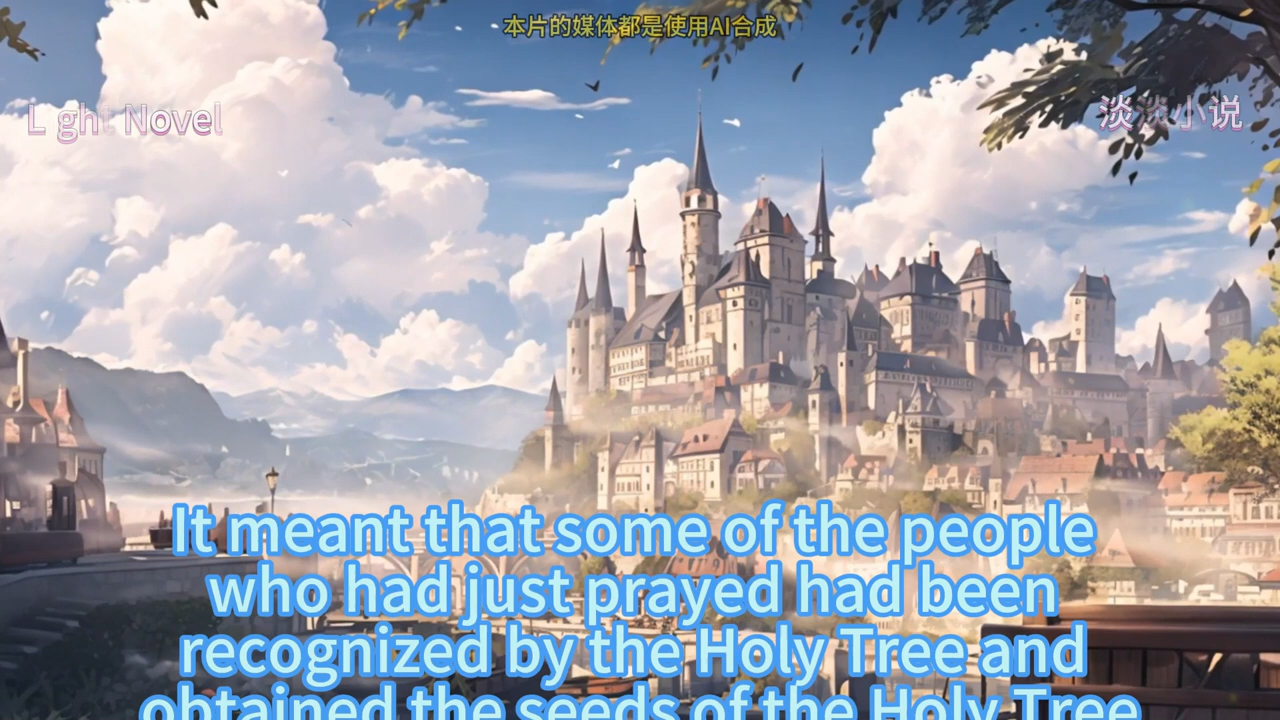 本片的媒体都是使用AI合成
L ght Novel
淡淡小说
It meant that some of the people
who had just prayed had been
recognized by the Holy Tree and
obtained the seeds of the Holy Tree